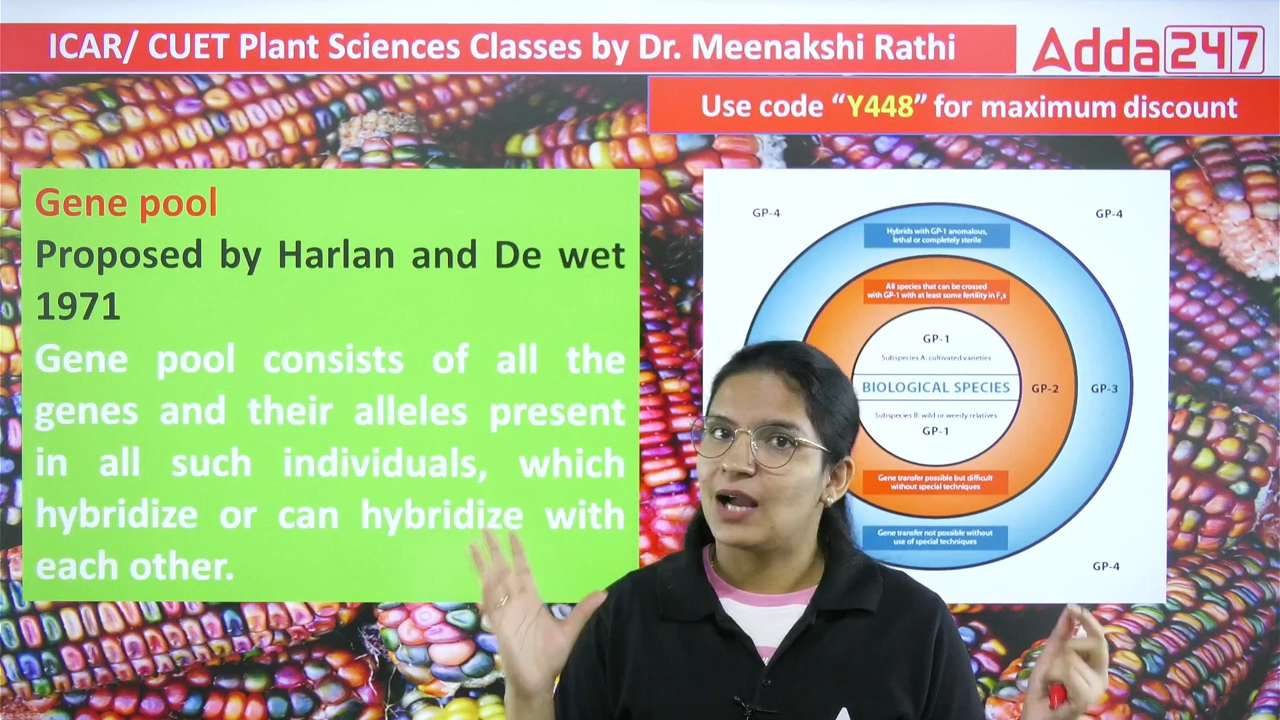 ICAR/ CUET Plant Sciences Classes by Dr. Meenakshi Rathi
Adda247
Use code “Y448” for maximum discount
Gene pool
Proposed by Harlan and De wet
1971
Gene pool consists of all the
genes and their alleles present
in all such individuals, which
hybridize or can hybridize with
each other.
GP-4
GP-4
Hybrids with GP-1 anomalous,
lethal or completely sterile
All species that can be crossed
with GP-1 with at least some fertility in F₁s
GP-1
Subspecies A: cultivated varieties
BIOLOGICAL SPECIES
GP-2
GP-3
Subspecies B: wild or weedy relatives
GP-1
Gene transfer possible but difficult
without special techniques
Gene transfer not possible without
use of special techniques
GP-4